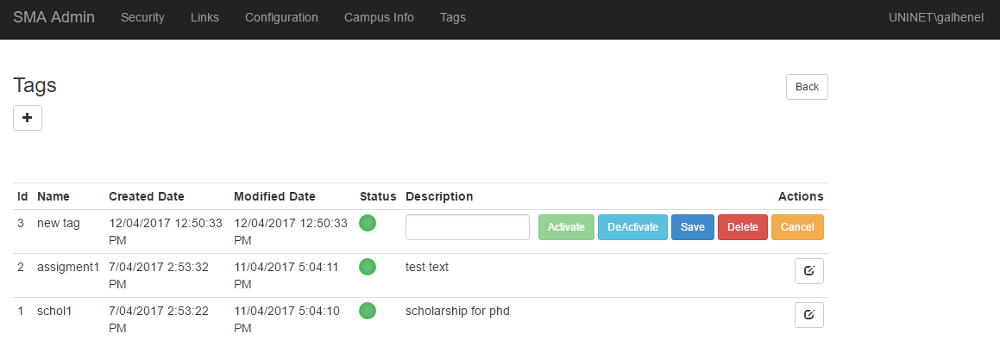 SMA Admin Security Links Configuration Campus Info Tags UNINET\galhenel
Tags Back
Id Name Created Date Modified Date Status Description Actions
3 new tag 12/04/2017 12:50:33 12/04/2017 12:50:33 Activate DeActivate Save Delete Cancel
PM PM
2 assigment1 7/04/2017 2:53:32 11/04/2017 5:04:11 test text
PM PM
1 schol1 7/04/2017 2:53:22 11/04/2017 5:04:10 scholarship for phd
PM PM